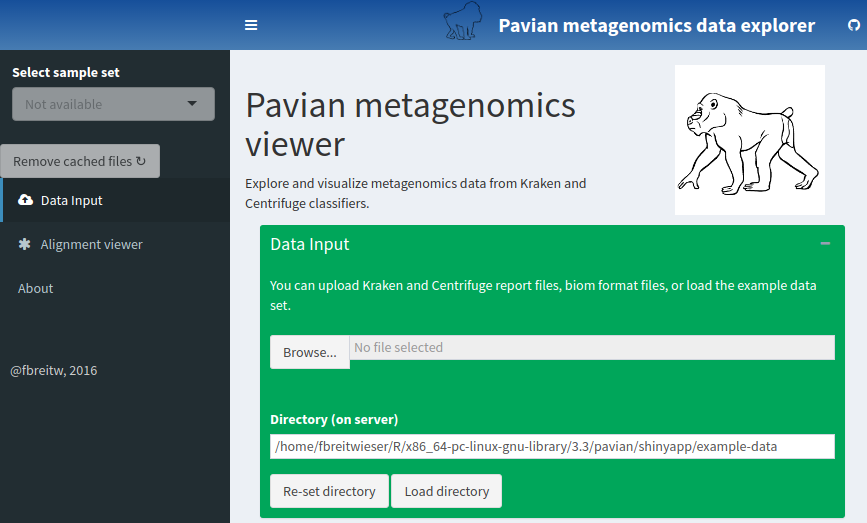 Pavian metagenomics data explorer
Select sample set
Not available
Remove cached files ↻
Data Input
Alignment viewer
About
@fbreitw, 2016
Pavian metagenomics
viewer
Explore and visualize metagenomics data from Kraken and
Centrifuge classifiers.
Data Input
You can upload Kraken and Centrifuge report files, biom format files, or load the example data
set.
Browse... No file selected
Directory (on server)
/home/fbreitwieser/R/x86_64-pc-linux-gnu-library/3.3/pavian/shinyapp/example-data
Re-set directory Load directory